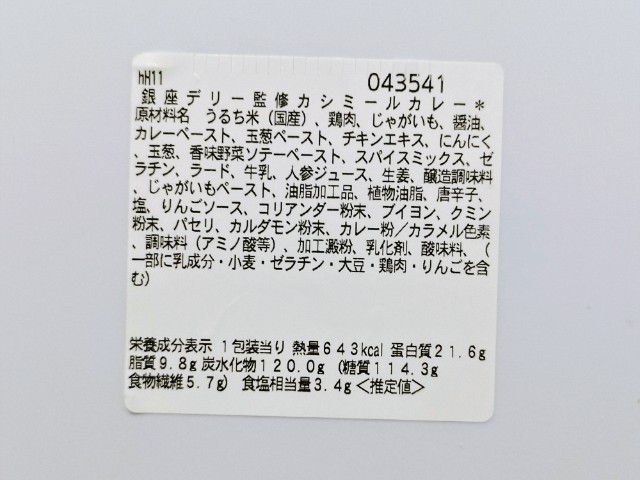 hH11 043541
銀座デリー監修カシミールカレー＊
原材料名　うるち米（国産）、鶏肉、じゃがいも、醤油、
カレーペースト、玉葱ペースト、チキンエキス、にんにく
、玉葱、香味野菜ソテーペースト、スパイスミックス、ゼ
ラチン、ラード、牛乳、人参ジュース、生姜、醸造調味料
、じゃがいもペースト、油脂加工品、植物油脂、唐辛子、
塩、りんごソース、コリアンダー粉末、ブイヨン、クミン
粉末、パセリ、カルダモン粉末、カレー粉／カラメル色素
、調味料（アミノ酸等）、加工澱粉、乳化剤、酸味料、（
一部に乳成分・小麦・ゼラチン・大豆・鶏肉・りんごを含
む）
栄養成分表示　１包装当り　熱量６４３kcal　蛋白質２１.６g
脂質９.８g　炭水化物１２０.０g　（糖質１１４.３g
食物繊維５.７g）　食塩相当量３.４g＜推定値＞